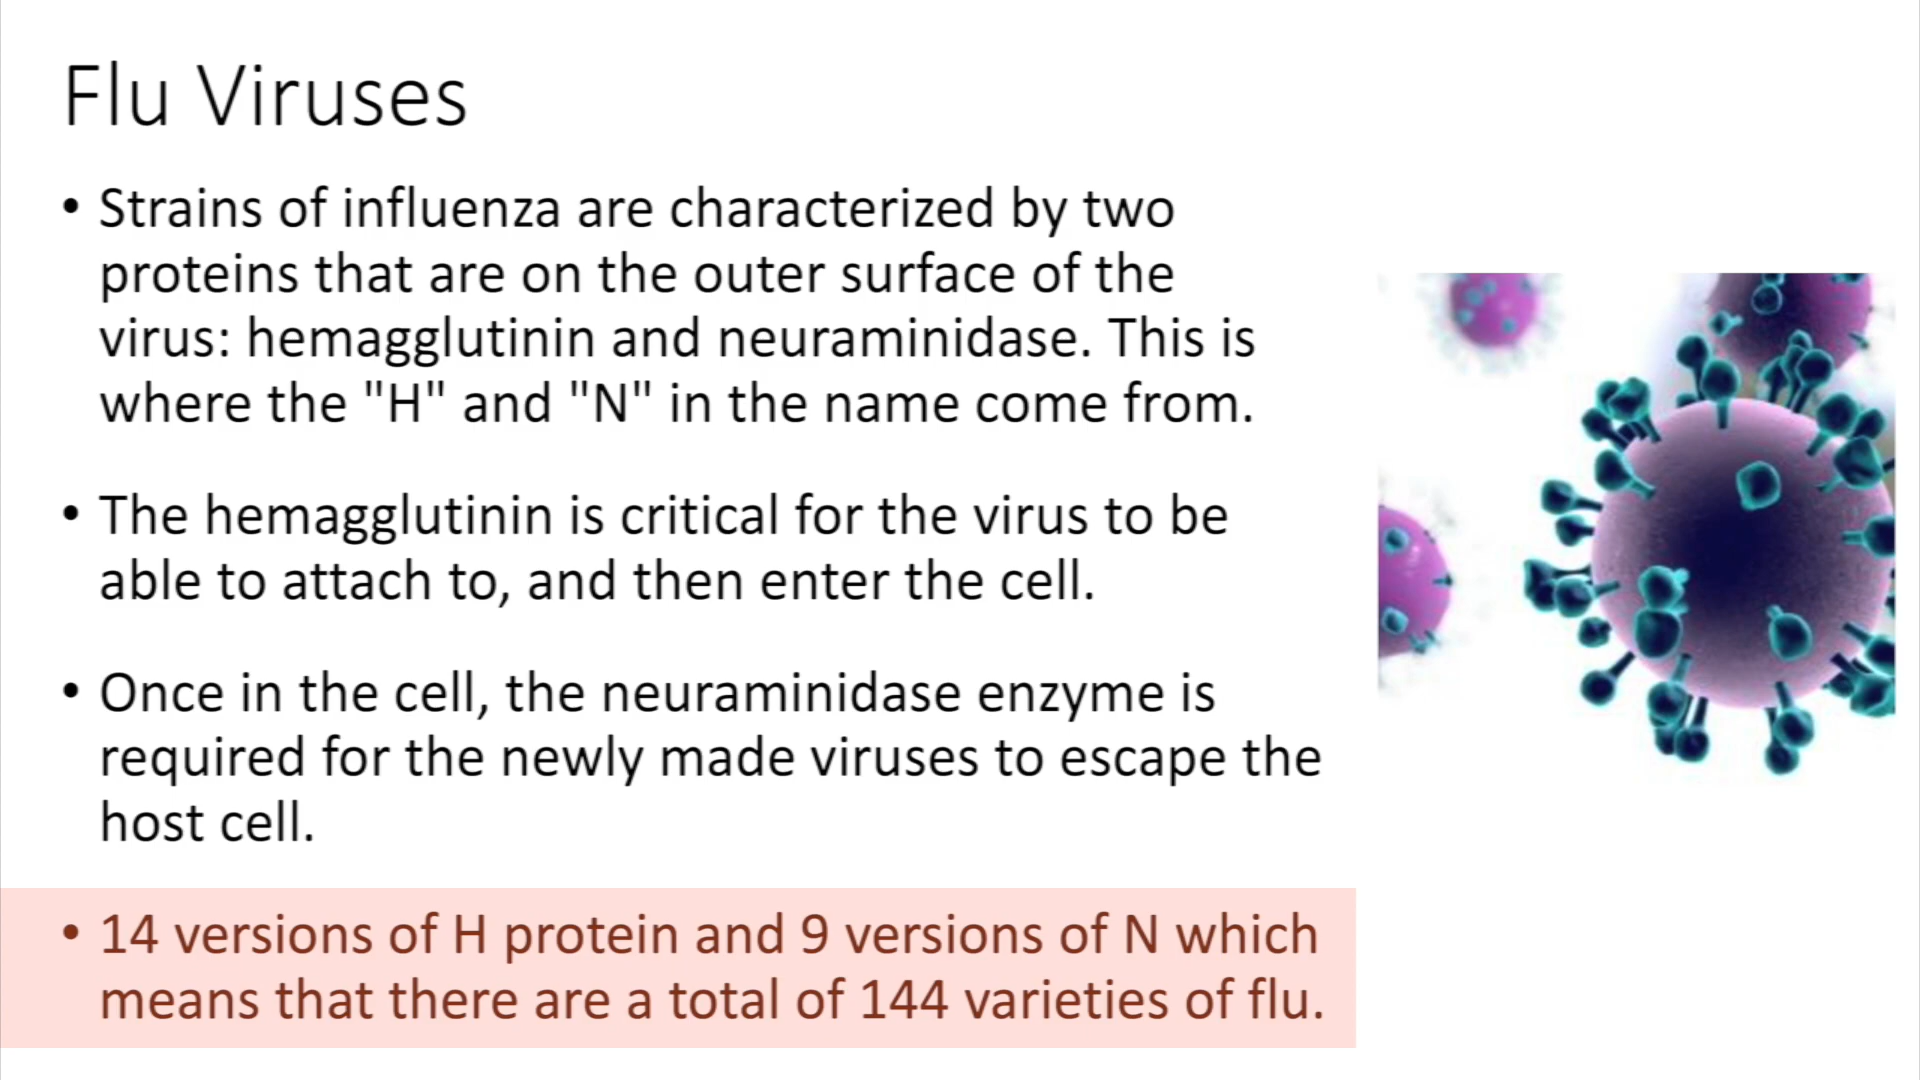 Flu Viruses
• Strains of influenza are characterized by two
proteins that are on the outer surface of the
virus: hemagglutinin and neuraminidase. This is
where the "H" and "N" in the name come from.
• The hemagglutinin is critical for the virus to be
able to attach to, and then enter the cell.
• Once in the cell, the neuraminidase enzyme is
required for the newly made viruses to escape the
host cell.
• 14 versions of H protein and 9 versions of N which
means that there are a total of 144 varieties of flu.